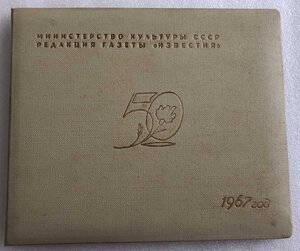 МИНИСТЕРСТВО КУЛЬТУРЫ СССР
РЕДАКЦИЯ ГАЗЕТЫ «ИЗВЕСТИЯ»
50
1967 год